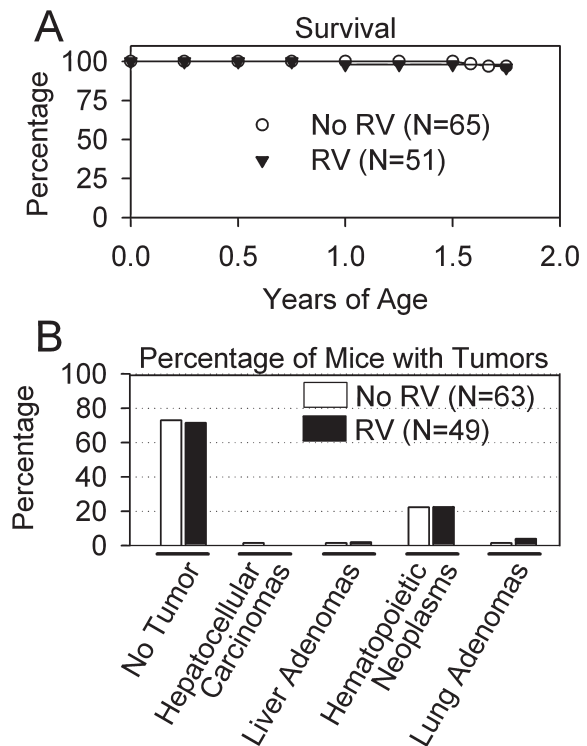 A
Survival
Percentage
100
75
50
25
0
No RV (N=65)
RV (N=51)
0.0 0.5 1.0 1.5 2.0
Years of Age
B
Percentage of Mice with Tumors
Percentage
100
80
60
40
20
0
No RV (N=63)
RV (N=49)
No Tumor
Hepatocellular
Carcinomas
Liver Adenomas
Hematopoietic
Neoplasms
Lung Adenomas